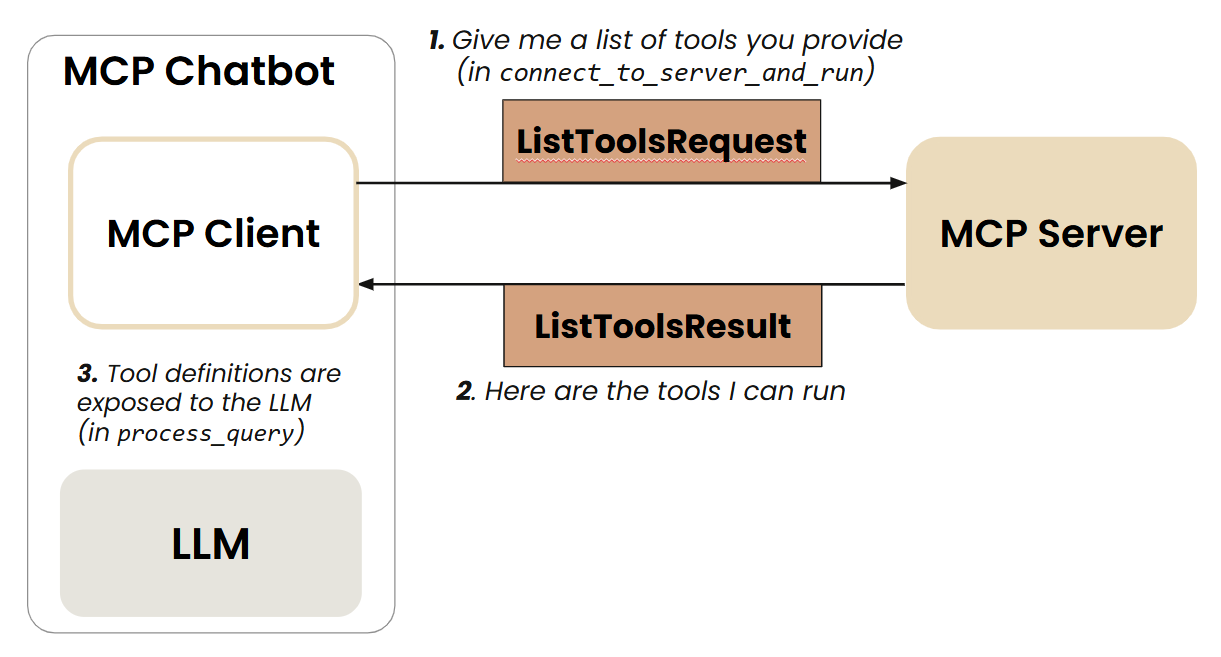 MCP Chatbot
1. Give me a list of tools you provide
(in connect_to_server_and_run)
ListToolsRequest
MCP Client
MCP Server
ListToolsResult
2. Here are the tools I can run
3. Tool definitions are
exposed to the LLM
(in process_query)
LLM